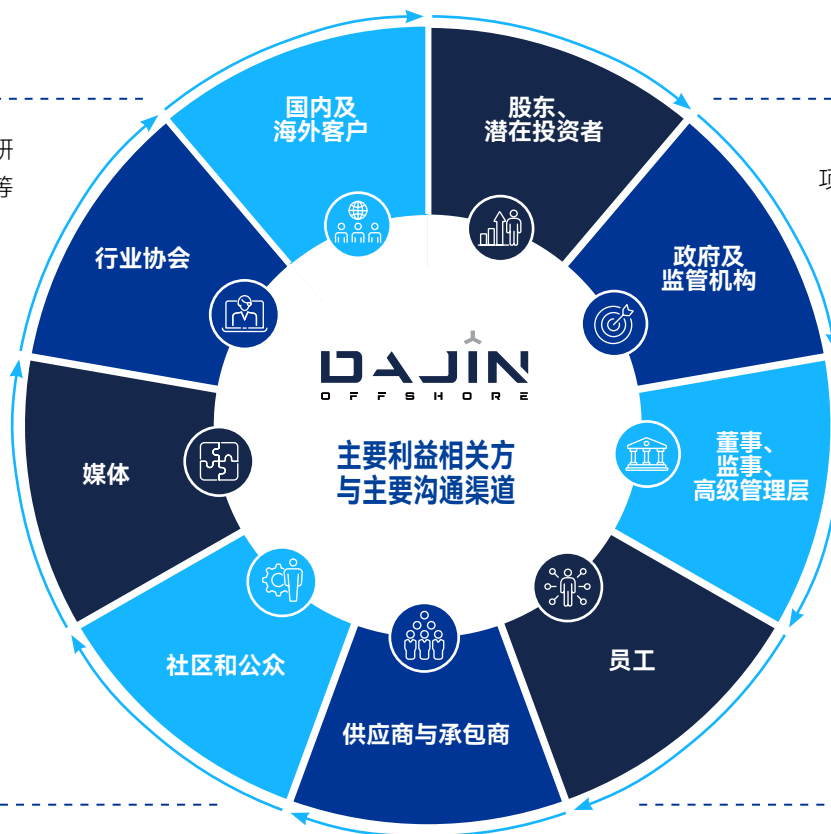 国内及
海外客户
股东、
潜在投资者
研
等
行业协会
政府及
监管机构
DAJIN
OFFSHORE
主要利益相关方
与主要沟通渠道
董事、
监事、
高级管理层
媒体
员工
社区和公众
供应商与承包商